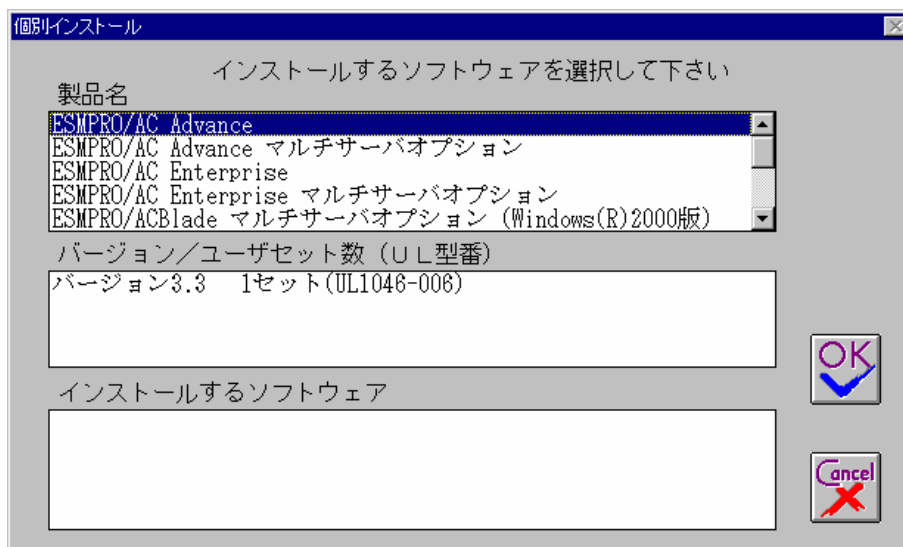 個別インストール
インストールするソフトウェアを選択して下さい
製品名
ESMPRO/AC Advance
ESMPRO/AC Advance マルチサーバオプション
ESMPRO/AC Enterprise
ESMPRO/AC Enterprise マルチサーバオプション
ESMPRO/ACBlade マルチサーバオプション (Windows(R)2000版)
バージョン／ユーザセット数（ＵＬ型番）
バージョン3.3 1セット(UL1046-006)
OK
インストールするソフトウェア
Cancel